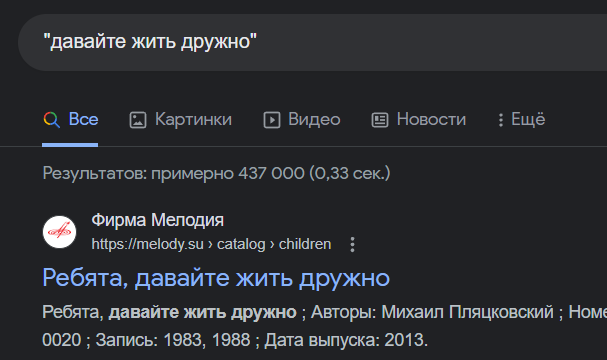 "давайте жить дружно"
Все Картинки Видео Новости Ещё
Результатов: примерно 437 000 (0,33 сек.)
Фирма Мелодия
https://melody.su › catalog › children
Ребята, давайте жить дружно
Ребята, давайте жить дружно ; Авторы: Михаил Пляцковский ; Номе
0020 ; Запись: 1983, 1988 ; Дата выпуска: 2013.